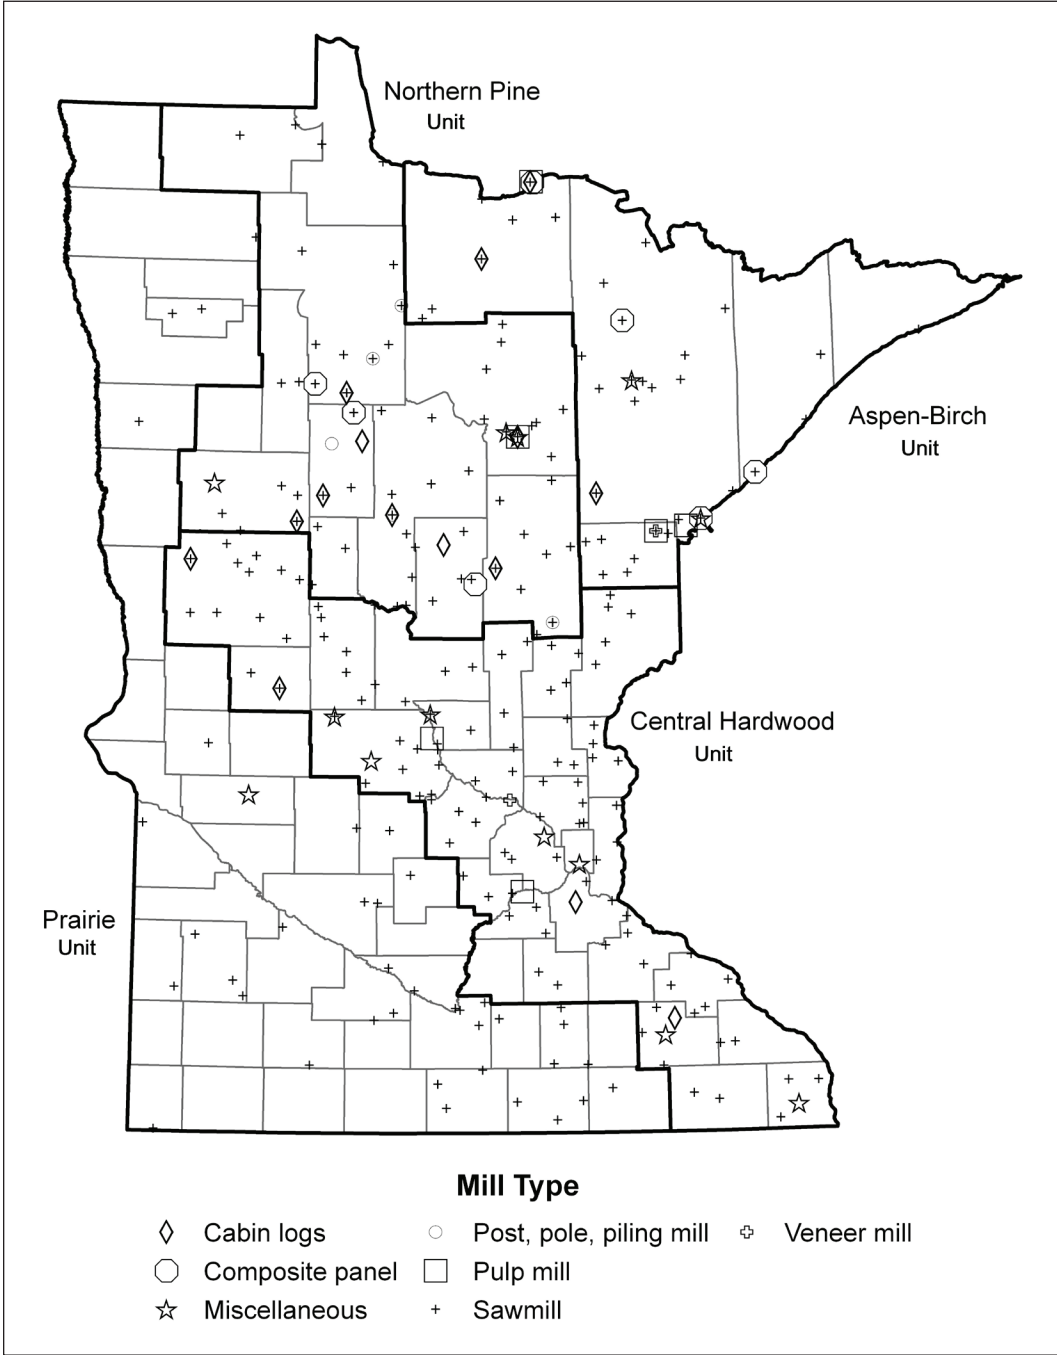 Northern Pine
Unit
Aspen-Birch
Unit
Central Hardwood
Unit
Prairie
Unit
Mill Type
Cabin logs
Post, pole, piling mill
Veneer mill
Composite panel
Pulp mill
Miscellaneous
Sawmill